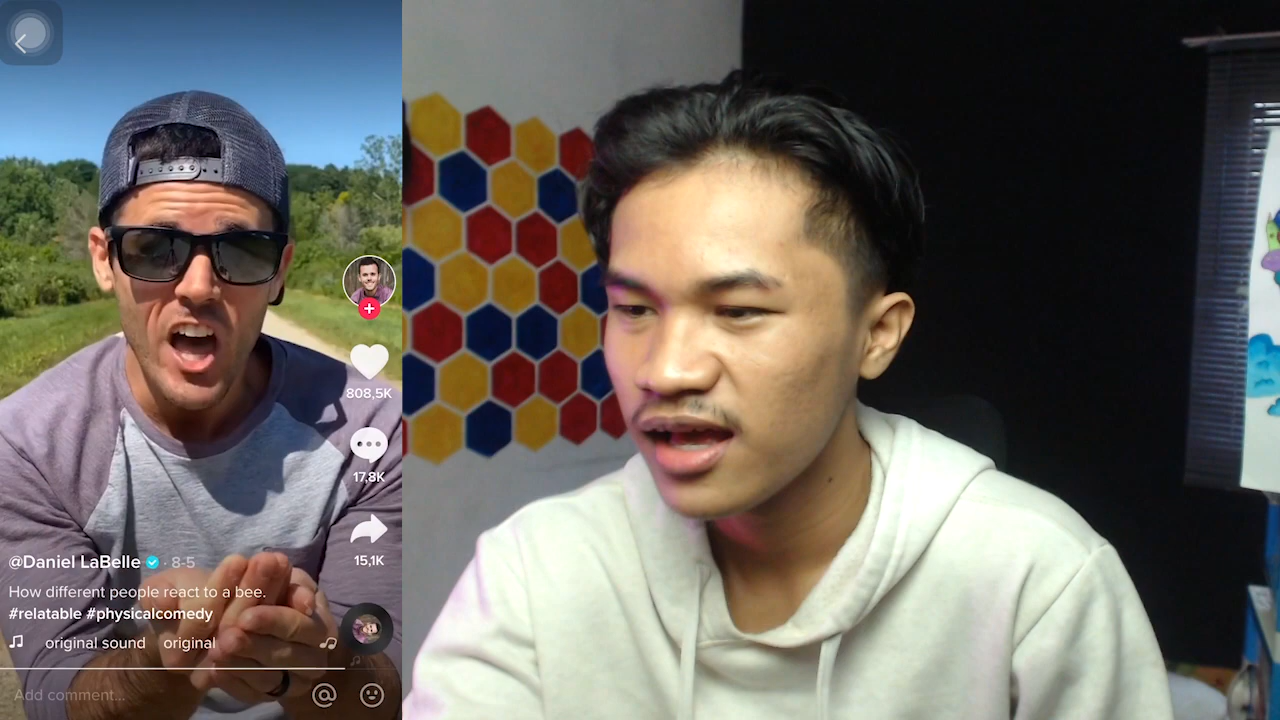 808,5K
17,8K
15,1K
@Daniel LaBelle · 8-5
How different people react to a bee.
#relatable #physicalcomedy
original sound original
Add comment...